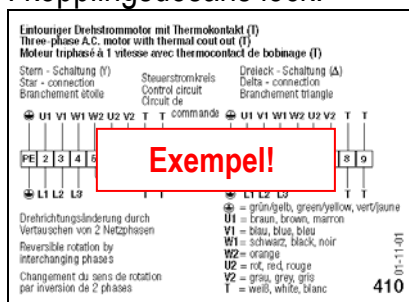 Eintouriger Drehstrommotor mit Thermokontakt (T)
Three-phase A.C. motor with thermal cout out (T)
Moteur triphasé à 1 vitesse avec thermocontact de bobinage (T)
Stern - Schaltung (Y)
Star - connection
Branchement étoile
Steuerstromkreis
Control circuit
Circuit de commande
Dreieck - Schaltung (Δ)
Delta - connection
Branchement triangle
U1 V1 W1 W2 U2 V2 T T
U1 V1 W1 W2 U2 V2 T T
PE 2 3 4
8 9
Exempel!
L1 L2 L3 T T
L1 L2 L3 T T
Drehrichtungsänderung durch
Vertauschen von 2 Netzphasen
Reversible rotation by
interchanging phases
Changement du sens de rotation
par inversion de 2 phases
= grün/gelb, green/yellow, vert/jaune
U1 = braun, brown, marron
V1 = blau, blue, bleu
W1 = schwarz, black, noir
W2 = orange
U2 = rot, red, rouge
V2 = grau, grey, gris
T = weiß, white, blanc
01-11-01
410